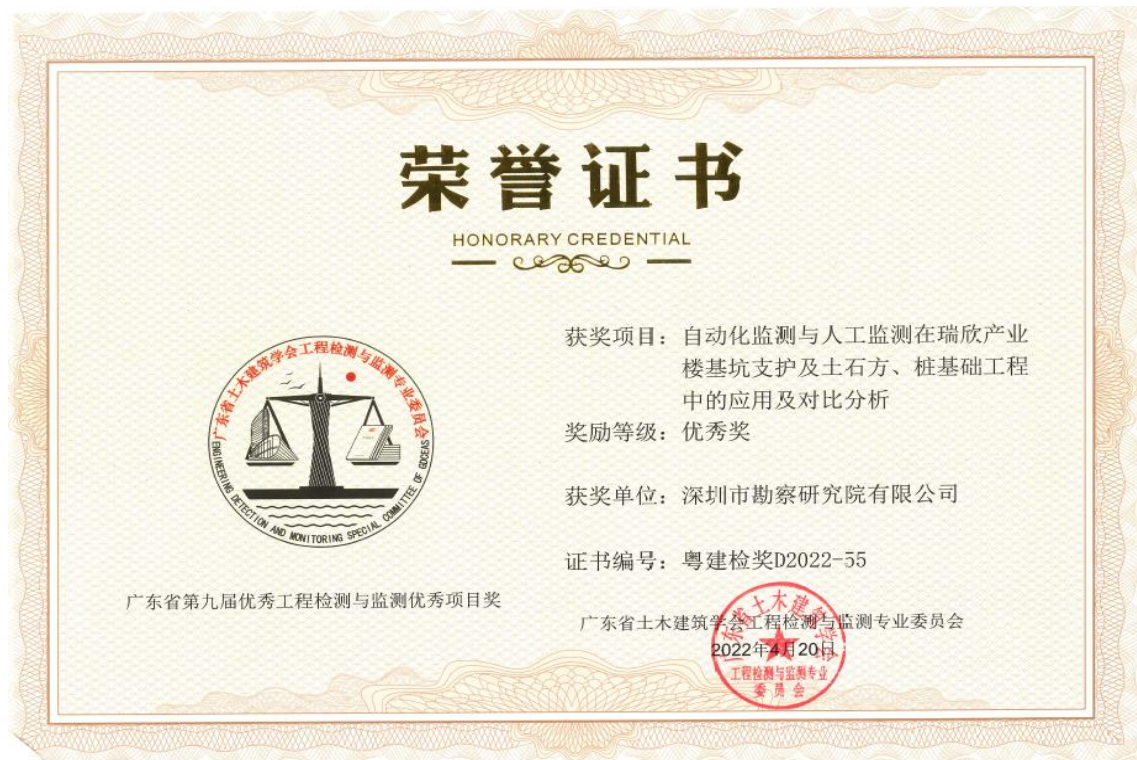 荣誉证书
HONORARY CREDENTIAL
广东省土木建筑学会工程检测与监测专业委员会
ENGINEERING DETECTION AND MONITORING SPECIAL COMMITTEE OF GDCEAS
广东省第九届优秀工程检测与监测优秀项目奖
获奖项目：自动化监测与人工监测在瑞欣产业
楼基坑支护及土石方、桩基础工程
中的应用及对比分析
奖励等级：优秀奖
获奖单位：深圳市勘察研究院有限公司
证书编号：粤建检奖D2022-55
广东省土木建筑学会工程检测与监测专业委员会
2022年4月20日
广东省土木建筑学会
工程检测与监测专业
委员会